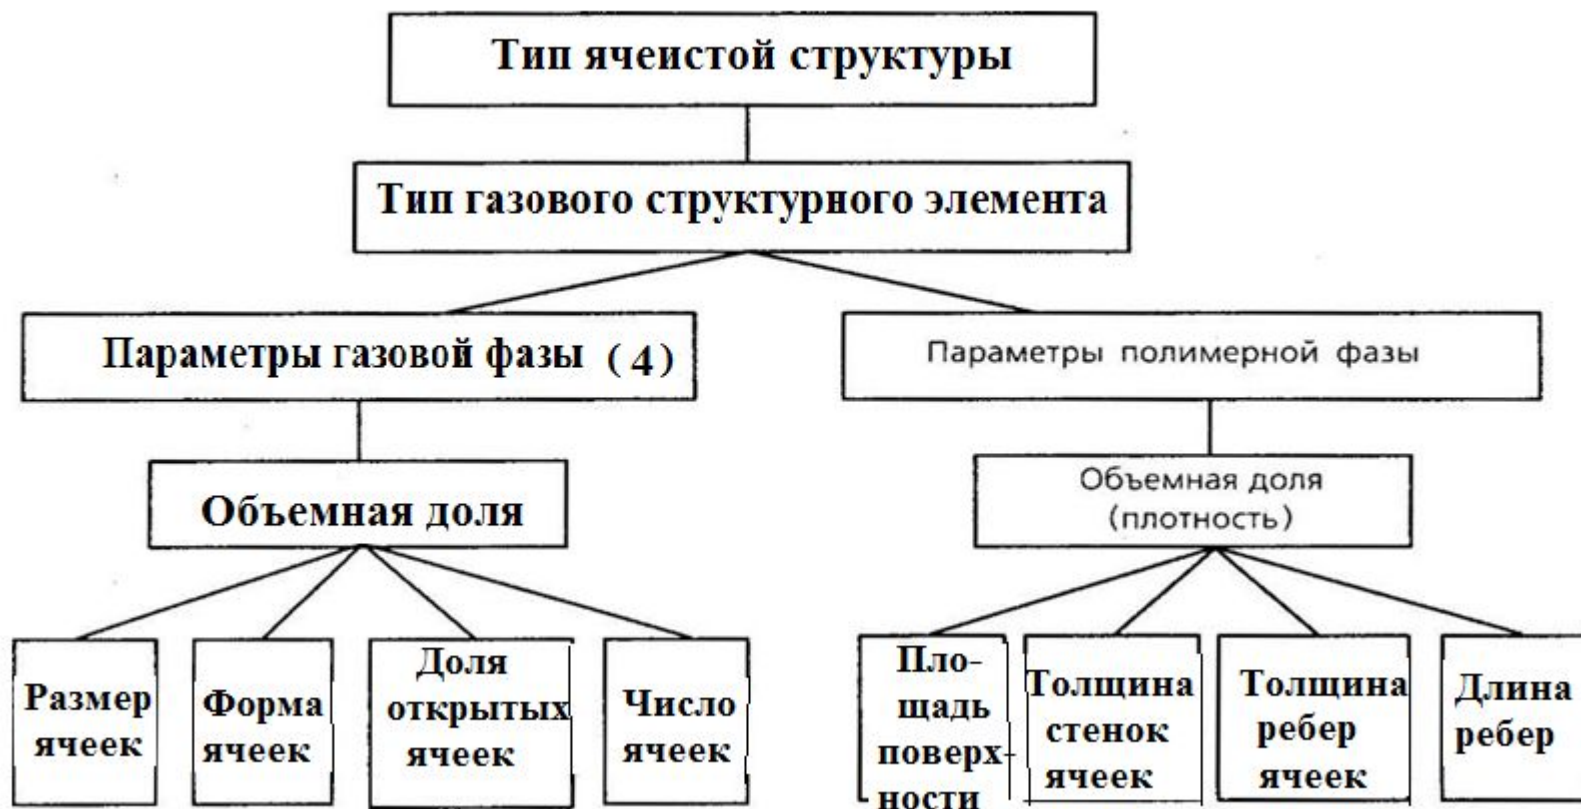 Тип ячеистой структуры
Тип газового структурного элемента
Параметры газовой фазы (4)
Параметры полимерной фазы
Объемная доля
Объемная доля
(плотность)
Размер
ячеек
Форма
ячеек
Доля
открытых
ячеек
Число
ячеек
Пло-
щадь
поверх-
ности
Толщина
стенок
ячеек
Толщина
ребер
ячеек
Длина
ребер